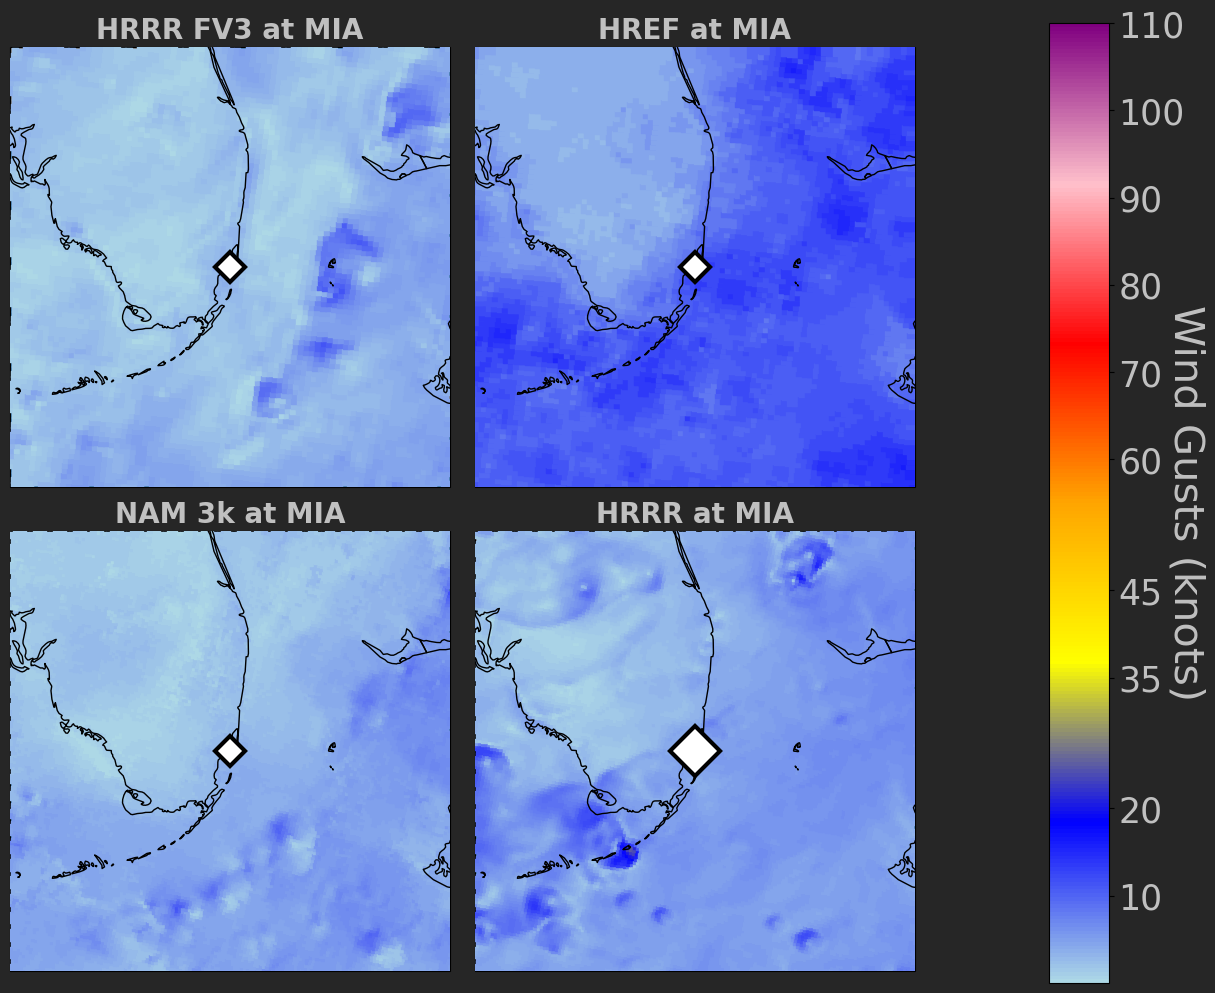 HRRR FV3 at MIA
HREF at MIA
NAM 3k at MIA
HRRR at MIA
110
100
90
80
70
60
45
35
20
10
Wind Gusts (knots)